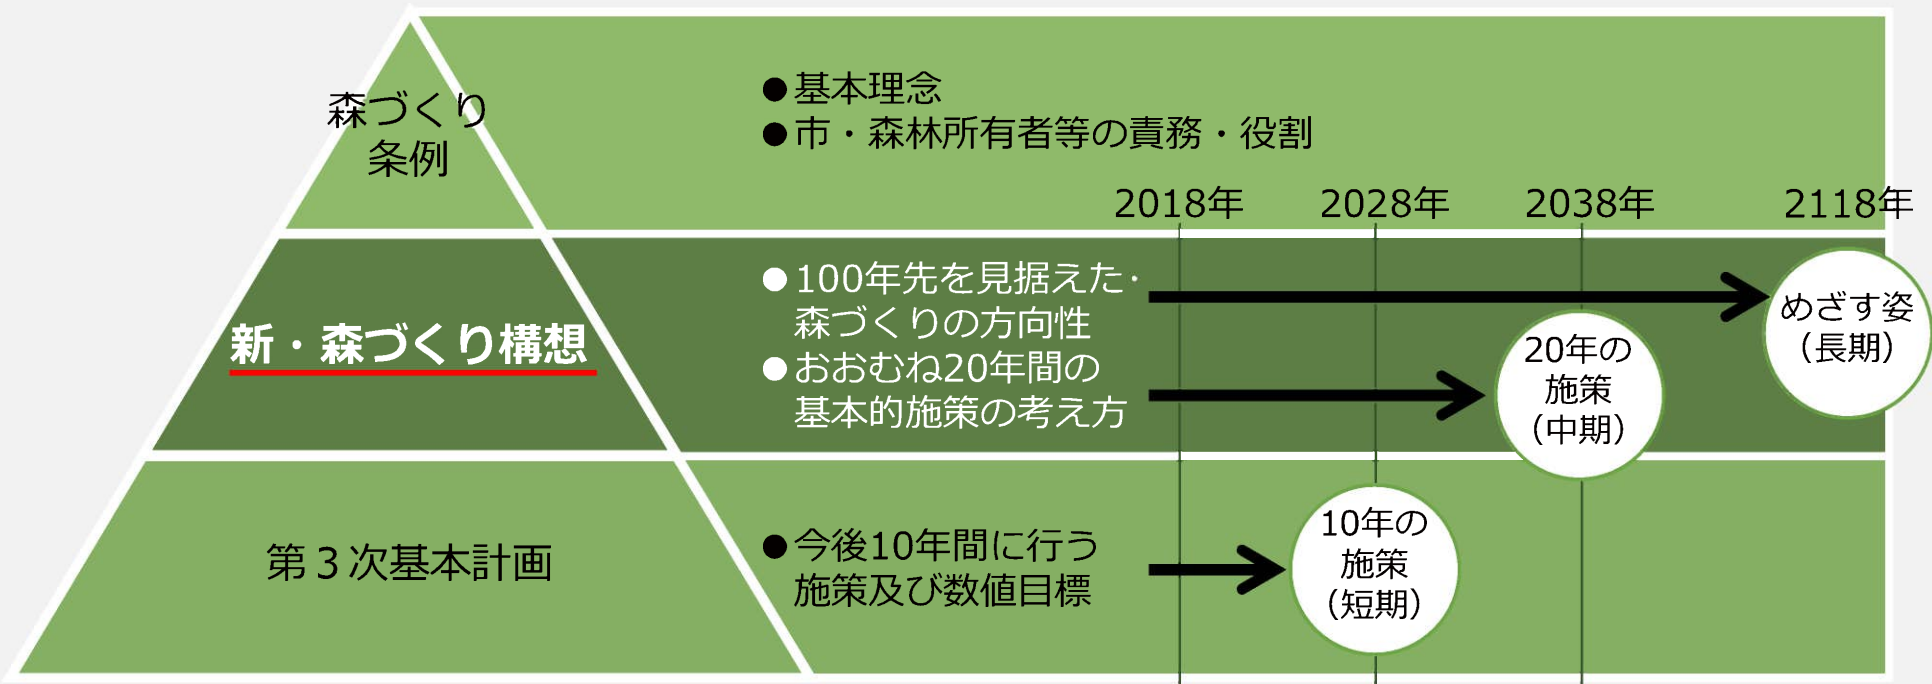 森づくり
条例
●基本理念
●市・森林所有者等の責務・役割
2018年 2028年 2038年 2118年
新・森づくり構想
●100年先を見据えた・
森づくりの方向性
●おおむね20年間の
基本的施策の考え方
めざす姿
（長期）
20年の
施策
（中期）
第３次基本計画
●今後10年間に行う
施策及び数値目標
10年の
施策
（短期）